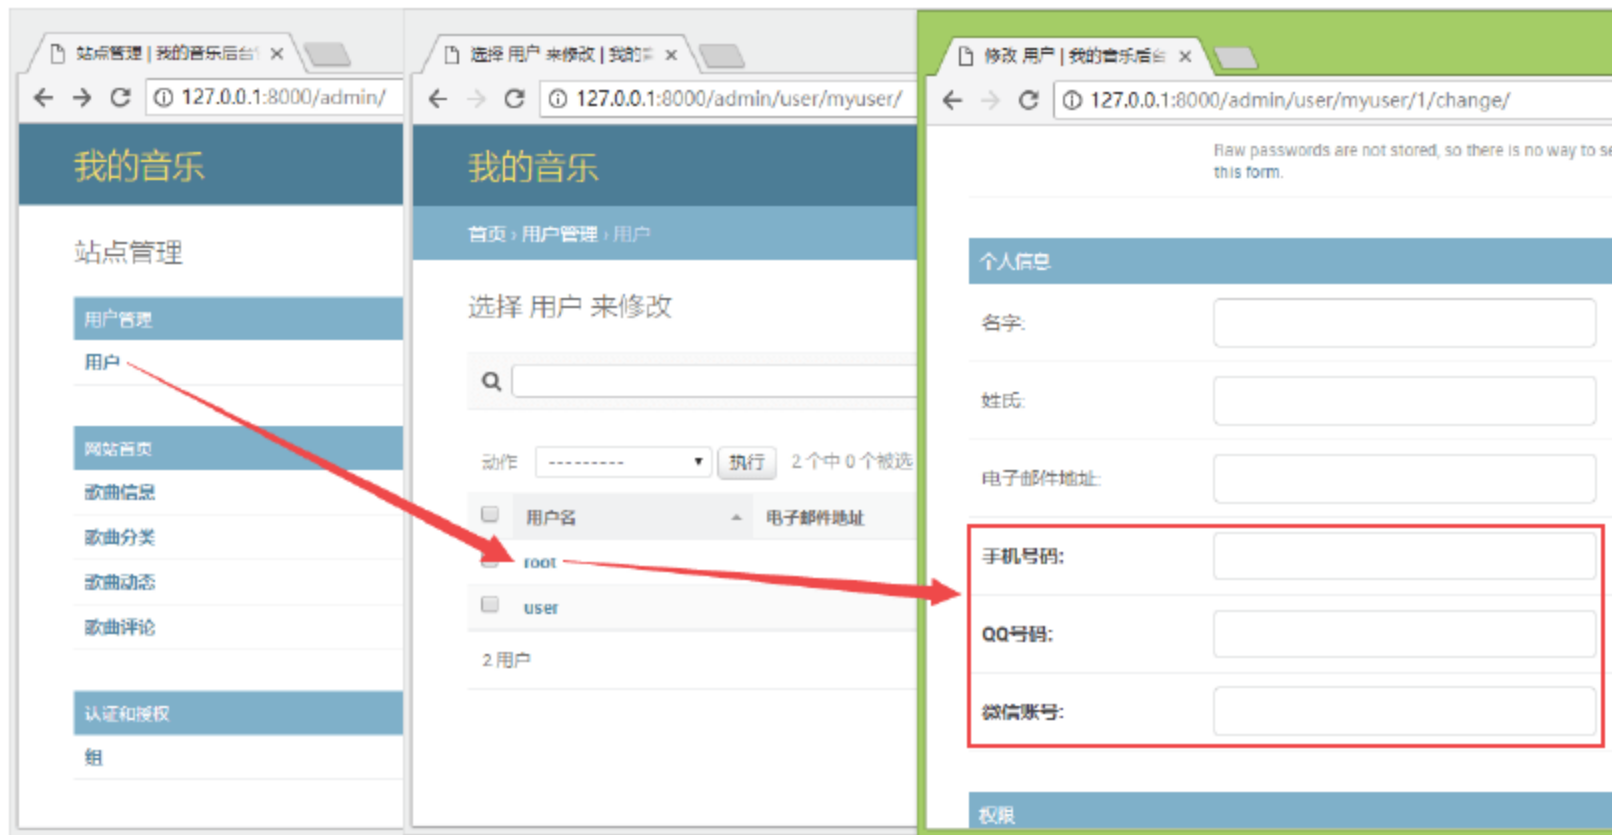 站点管理 | 我的音乐后台
127.0.0.1:8000/admin/
我的音乐
站点管理
用户管理
用户
网站首页
歌曲信息
歌曲分类
歌曲动态
歌曲评论
认证和授权
组
选择 用户 来修改 | 我的
127.0.0.1:8000/admin/user/myuser/
我的音乐
首页 › 用户管理 › 用户
选择 用户 来修改
动作 --------- 执行 2 个中 0 个被选
用户名 电子邮件地址
root
user
2 用户
修改 用户 | 我的音乐后台
127.0.0.1:8000/admin/user/myuser/1/change/
Raw passwords are not stored, so there is no way to se
this form.
个人信息
名字:
姓氏:
电子邮件地址:
手机号码:
QQ号码:
微信账号:
权限